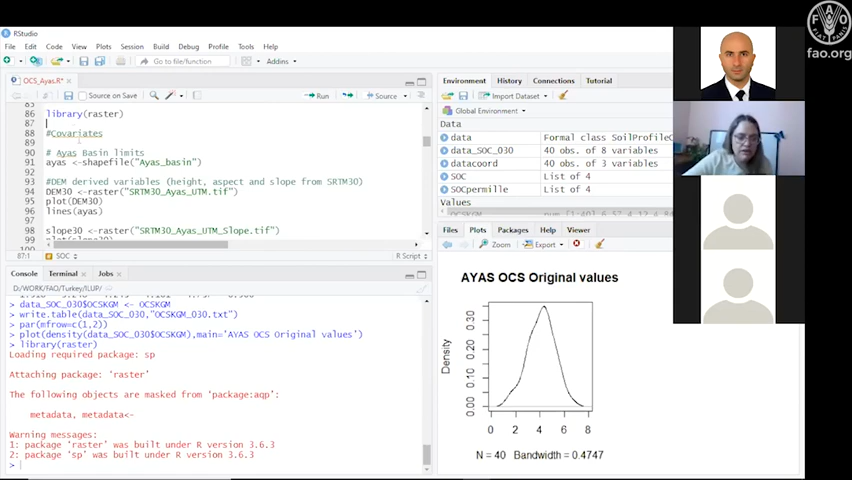 RStudio
File Edit Code View Plots Session Build Debug Profile Tools Help
Go to file/function
Addins
OCS_Ayas.R*
Source on Save
Run
Source
85
86 library(raster)
87
88 #Covariates
89
90 # Ayas Basin limits
91 ayas <-shapefile("Ayas_basin")
92
93 #DEM derived variables (height, aspect and slope from SRTM30)
94 DEM30 <-raster("SRTM30_Ayas_UTM.tif")
95 plot(DEM30)
96 lines(ayas)
97
98 slope30 <-raster("SRTM30_Ayas_UTM_Slope.tif")
99 plot(slope30)
100
87:1 SOC R Script
Console Terminal Jobs
D:/WORK/FAO/Turkey/ILUP/
> data_SOC_030$OCSKGM <- OCSKGM
> write.table(data_SOC_030,"OCSKGM_030.txt")
> par(mfrow=c(1,2))
> plot(density(data_SOC_030$OCSKGM),main='AYAS OCS Original values')
> library(raster)
Loading required package: sp
Attaching package: 'raster'
The following objects are masked from 'package:aqp':
metadata, metadata<-
Warning messages:
1: package 'raster' was built under R version 3.6.3
2: package 'sp' was built under R version 3.6.3
>
Environment History Connections Tutorial
Import Dataset
Global Environment
Data
data Formal class SoilProfileC
data_SOC_030 40 obs. of 8 variables
datacoord 40 obs. of 3 variables
SOC List of 4
SOCpermille List of 4
Values
Files Plots Packages Help Viewer
Zoom Export
AYAS OCS Original values
Density
0.30
0.20
0.10
0.00
0 2 4 6 8
N = 40 Bandwidth = 0.4747
FAO
FIAT PANIS
fao.org